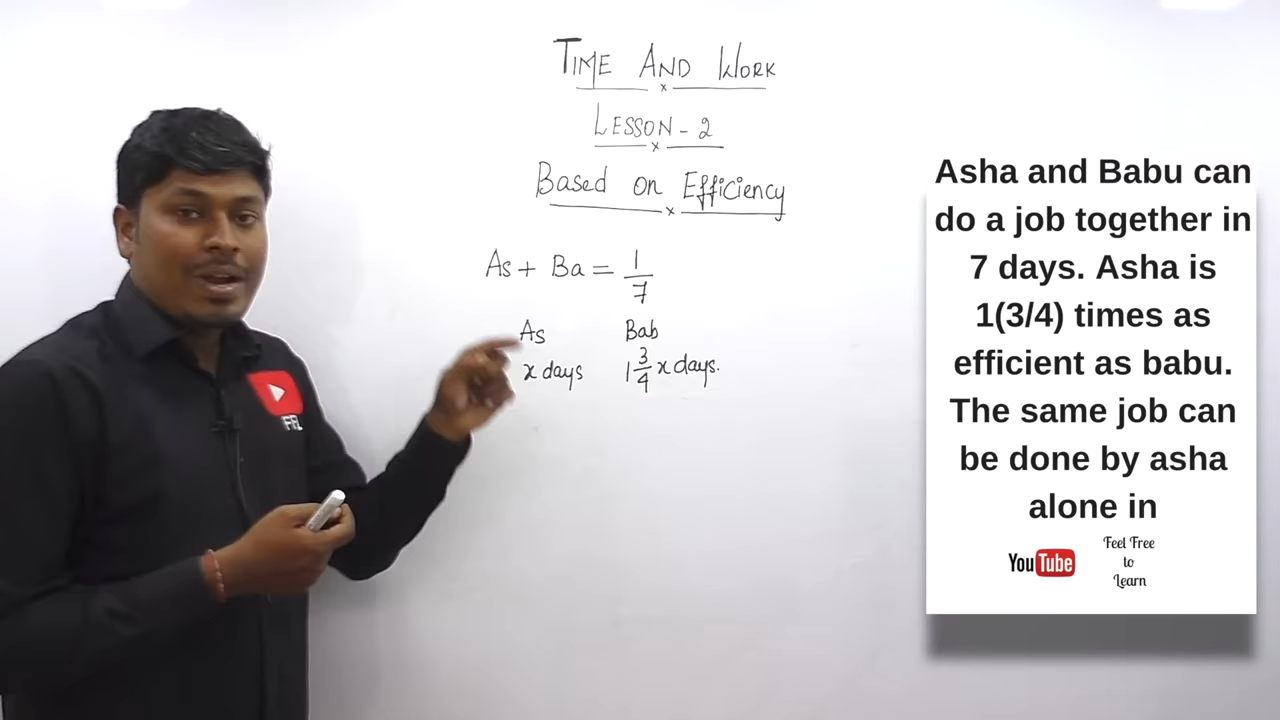 TIME AND WORK
x
LESSON - 2
x
Based on Efficiency
x
As + Ba = 1/7
As Bab
x days 1 3/4 x days.
FFL
Asha and Babu can
do a job together in
7 days. Asha is
1(3/4) times as
efficient as babu.
The same job can
be done by asha
alone in
YouTube
Feel Free
to
Learn